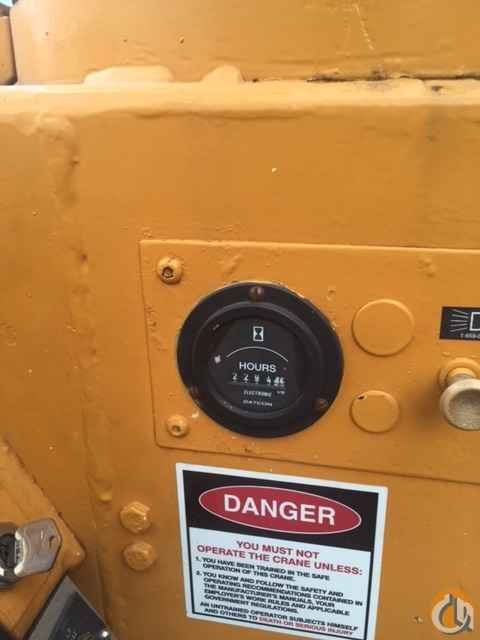 HOURS
ELECTRONIC
DATCON
DANGER
YOU MUST NOT
OPERATE THE CRANE UNLESS:
1. YOU HAVE BEEN TRAINED IN THE SAFE
OPERATION OF THIS CRANE.
2. YOU KNOW AND FOLLOW THE SAFETY AND
OPERATING RECOMMENDATIONS CONTAINED IN
THE MANUFACTURER'S MANUALS, YOUR
EMPLOYER'S WORK RULES AND APPLICABLE
GOVERNMENT REGULATIONS.
AN UNTRAINED OPERATOR SUBJECTS HIMSELF
AND OTHERS TO DEATH OR SERIOUS INJURY